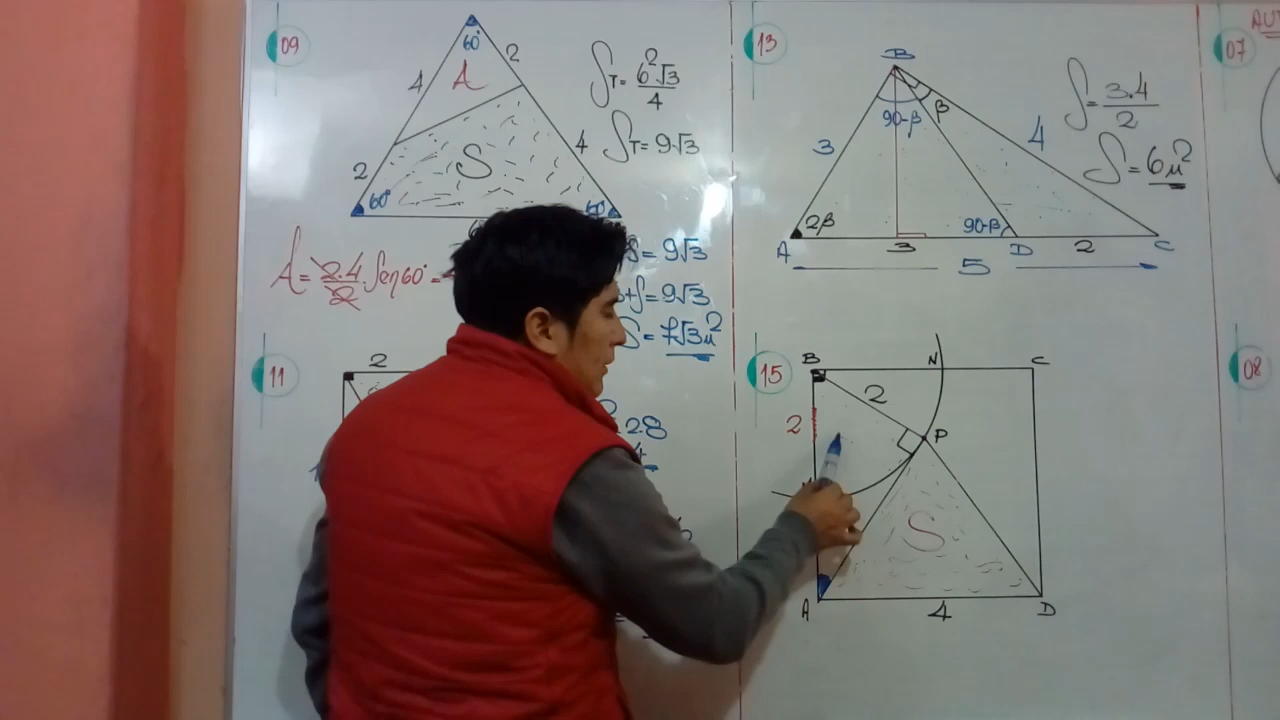 09
60°
A
4
2
2
4
S
60°
60°
S_T = 6²√3/4
S_T = 9√3
A = 2.4/2 . Sen60° =
S = 9√3
+S = 9√3
S = 7√3 u²
11
2
2.8
13
B
90-β
β
3
4
2β
90-β
A
3
D
2
C
5
S = 3.4/2
S = 6u²
15
B
N
C
2
2
P
S
A
4
D
07
08